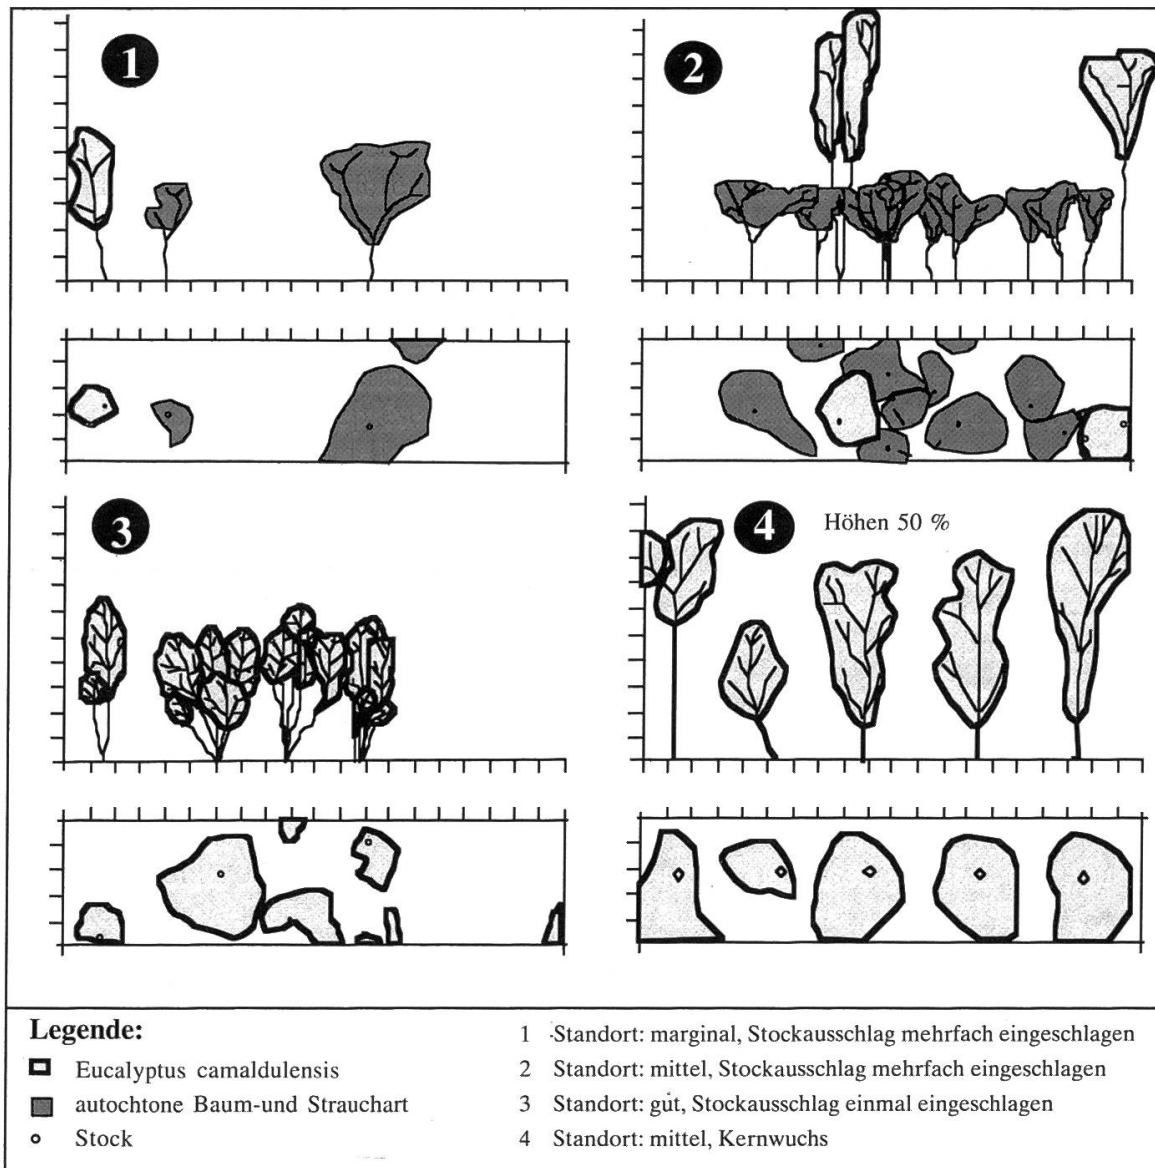 1
2
3
4
Höhen 50 %
Legende:
Eucalyptus camaldulensis
autochtone Baum-und Strauchart
Stock
1 Standort: marginal, Stockausschlag mehrfach eingeschlagen
2 Standort: mittel, Stockausschlag mehrfach eingeschlagen
3 Standort: gut, Stockausschlag einmal eingeschlagen
4 Standort: mittel, Kernwuchs